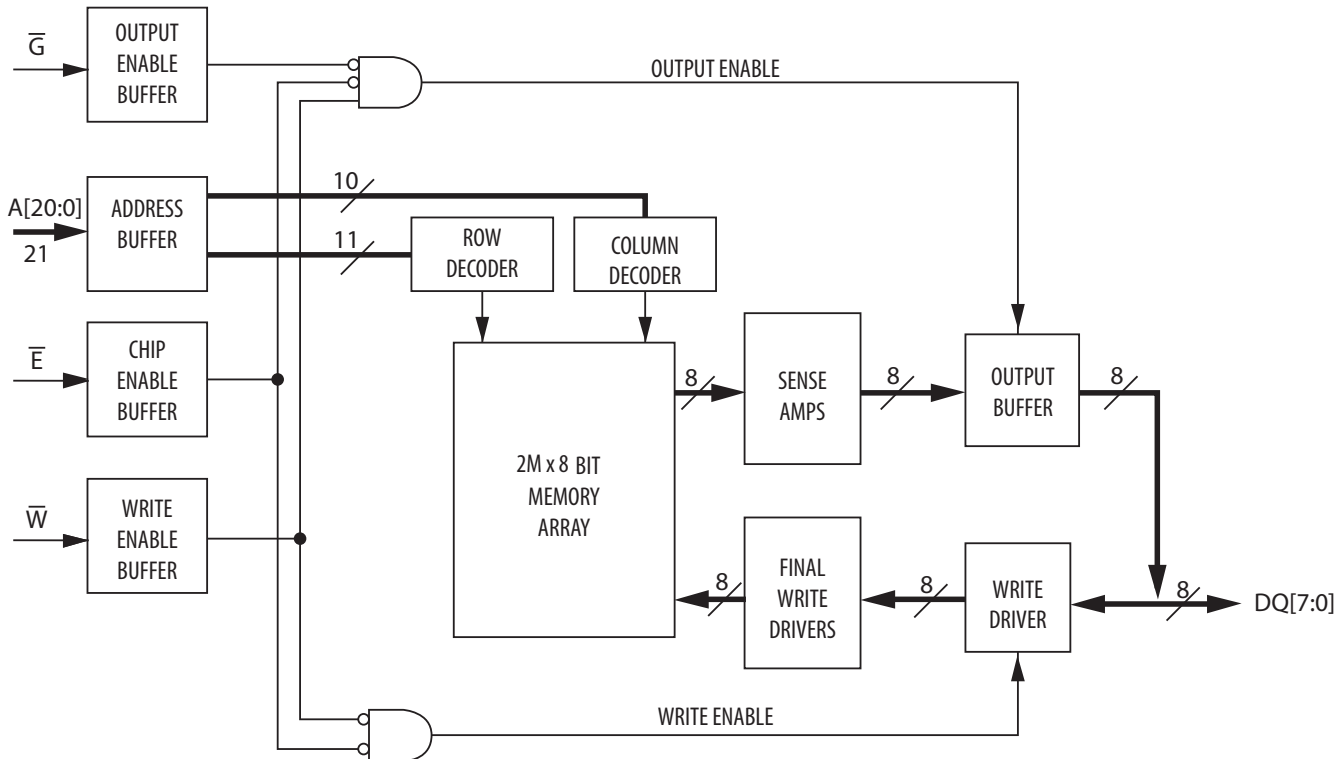 G̅
OUTPUT
ENABLE
BUFFER
OUTPUT ENABLE
A[20:0]
21
ADDRESS
BUFFER
10
11
ROW
DECODER
COLUMN
DECODER
E̅
CHIP
ENABLE
BUFFER
2M x 8 BIT
MEMORY
ARRAY
8
SENSE
AMPS
8
OUTPUT
BUFFER
8
W̅
WRITE
ENABLE
BUFFER
8
FINAL
WRITE
DRIVERS
8
WRITE
DRIVER
8
DQ[7:0]
WRITE ENABLE